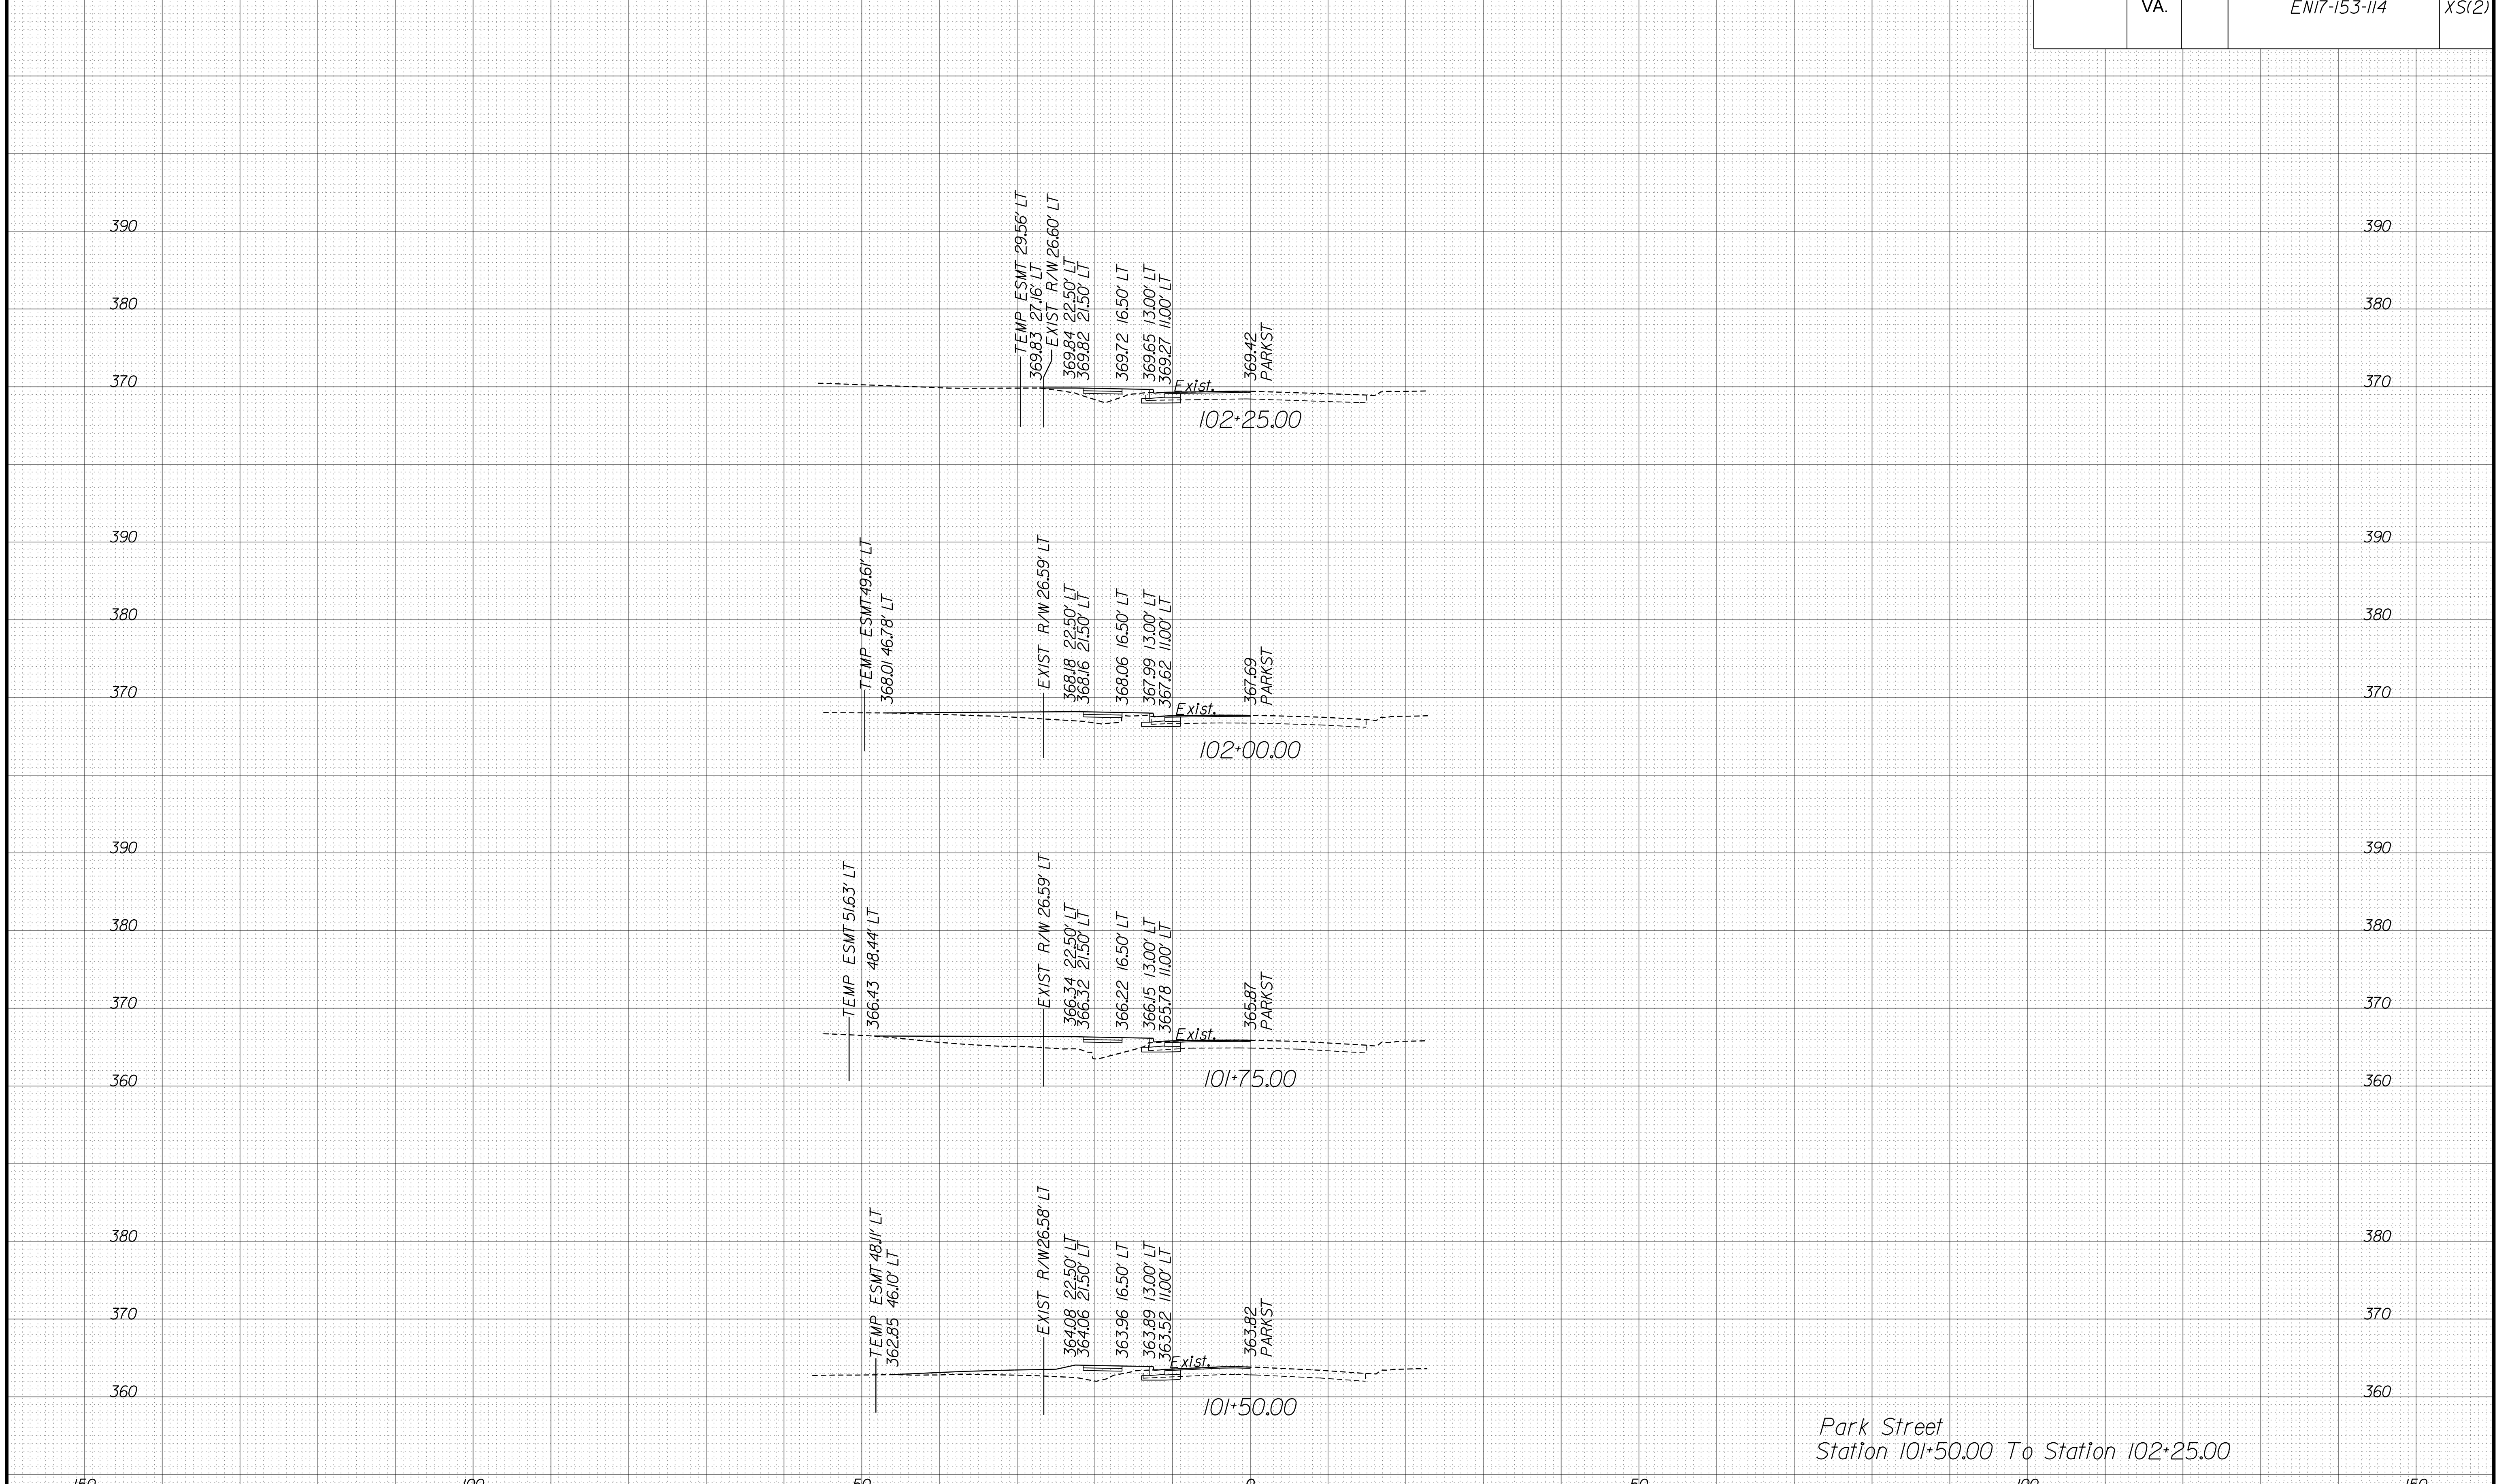 VA. EN17-153-114 XS(2)
390 390
380 380
370 370
TEMP ESMT 29.56' LT
369.83 27.16' LT
EXIST R/W 26.60' LT
369.84 22.50' LT
369.82 21.50' LT
369.72 16.50' LT
369.65 13.00' LT
369.27 11.00' LT
369.42
PARKST
Exist.
102+25.00
390 390
380 380
370 370
TEMP ESMT 49.61' LT
368.01 46.78' LT
EXIST R/W 26.59' LT
368.18 22.50' LT
368.16 21.50' LT
368.06 16.50' LT
367.99 13.00' LT
367.62 11.00' LT
367.69
PARKST
Exist.
102+00.00
390 390
380 380
370 370
360 360
TEMP ESMT 51.63' LT
366.43 48.44' LT
EXIST R/W 26.59' LT
366.34 22.50' LT
366.32 21.50' LT
366.22 16.50' LT
366.15 13.00' LT
365.78 11.00' LT
365.87
PARKST
Exist.
101+75.00
380 380
370 370
360 360
TEMP ESMT 48.11' LT
362.85 46.10' LT
EXIST R/W 26.58' LT
364.08 22.50' LT
364.06 21.50' LT
363.96 16.50' LT
363.89 13.00' LT
363.52 11.00' LT
363.82
PARKST
Exist.
101+50.00
Park Street
Station 101+50.00 To Station 102+25.00
150 100 50 0 50 100 150